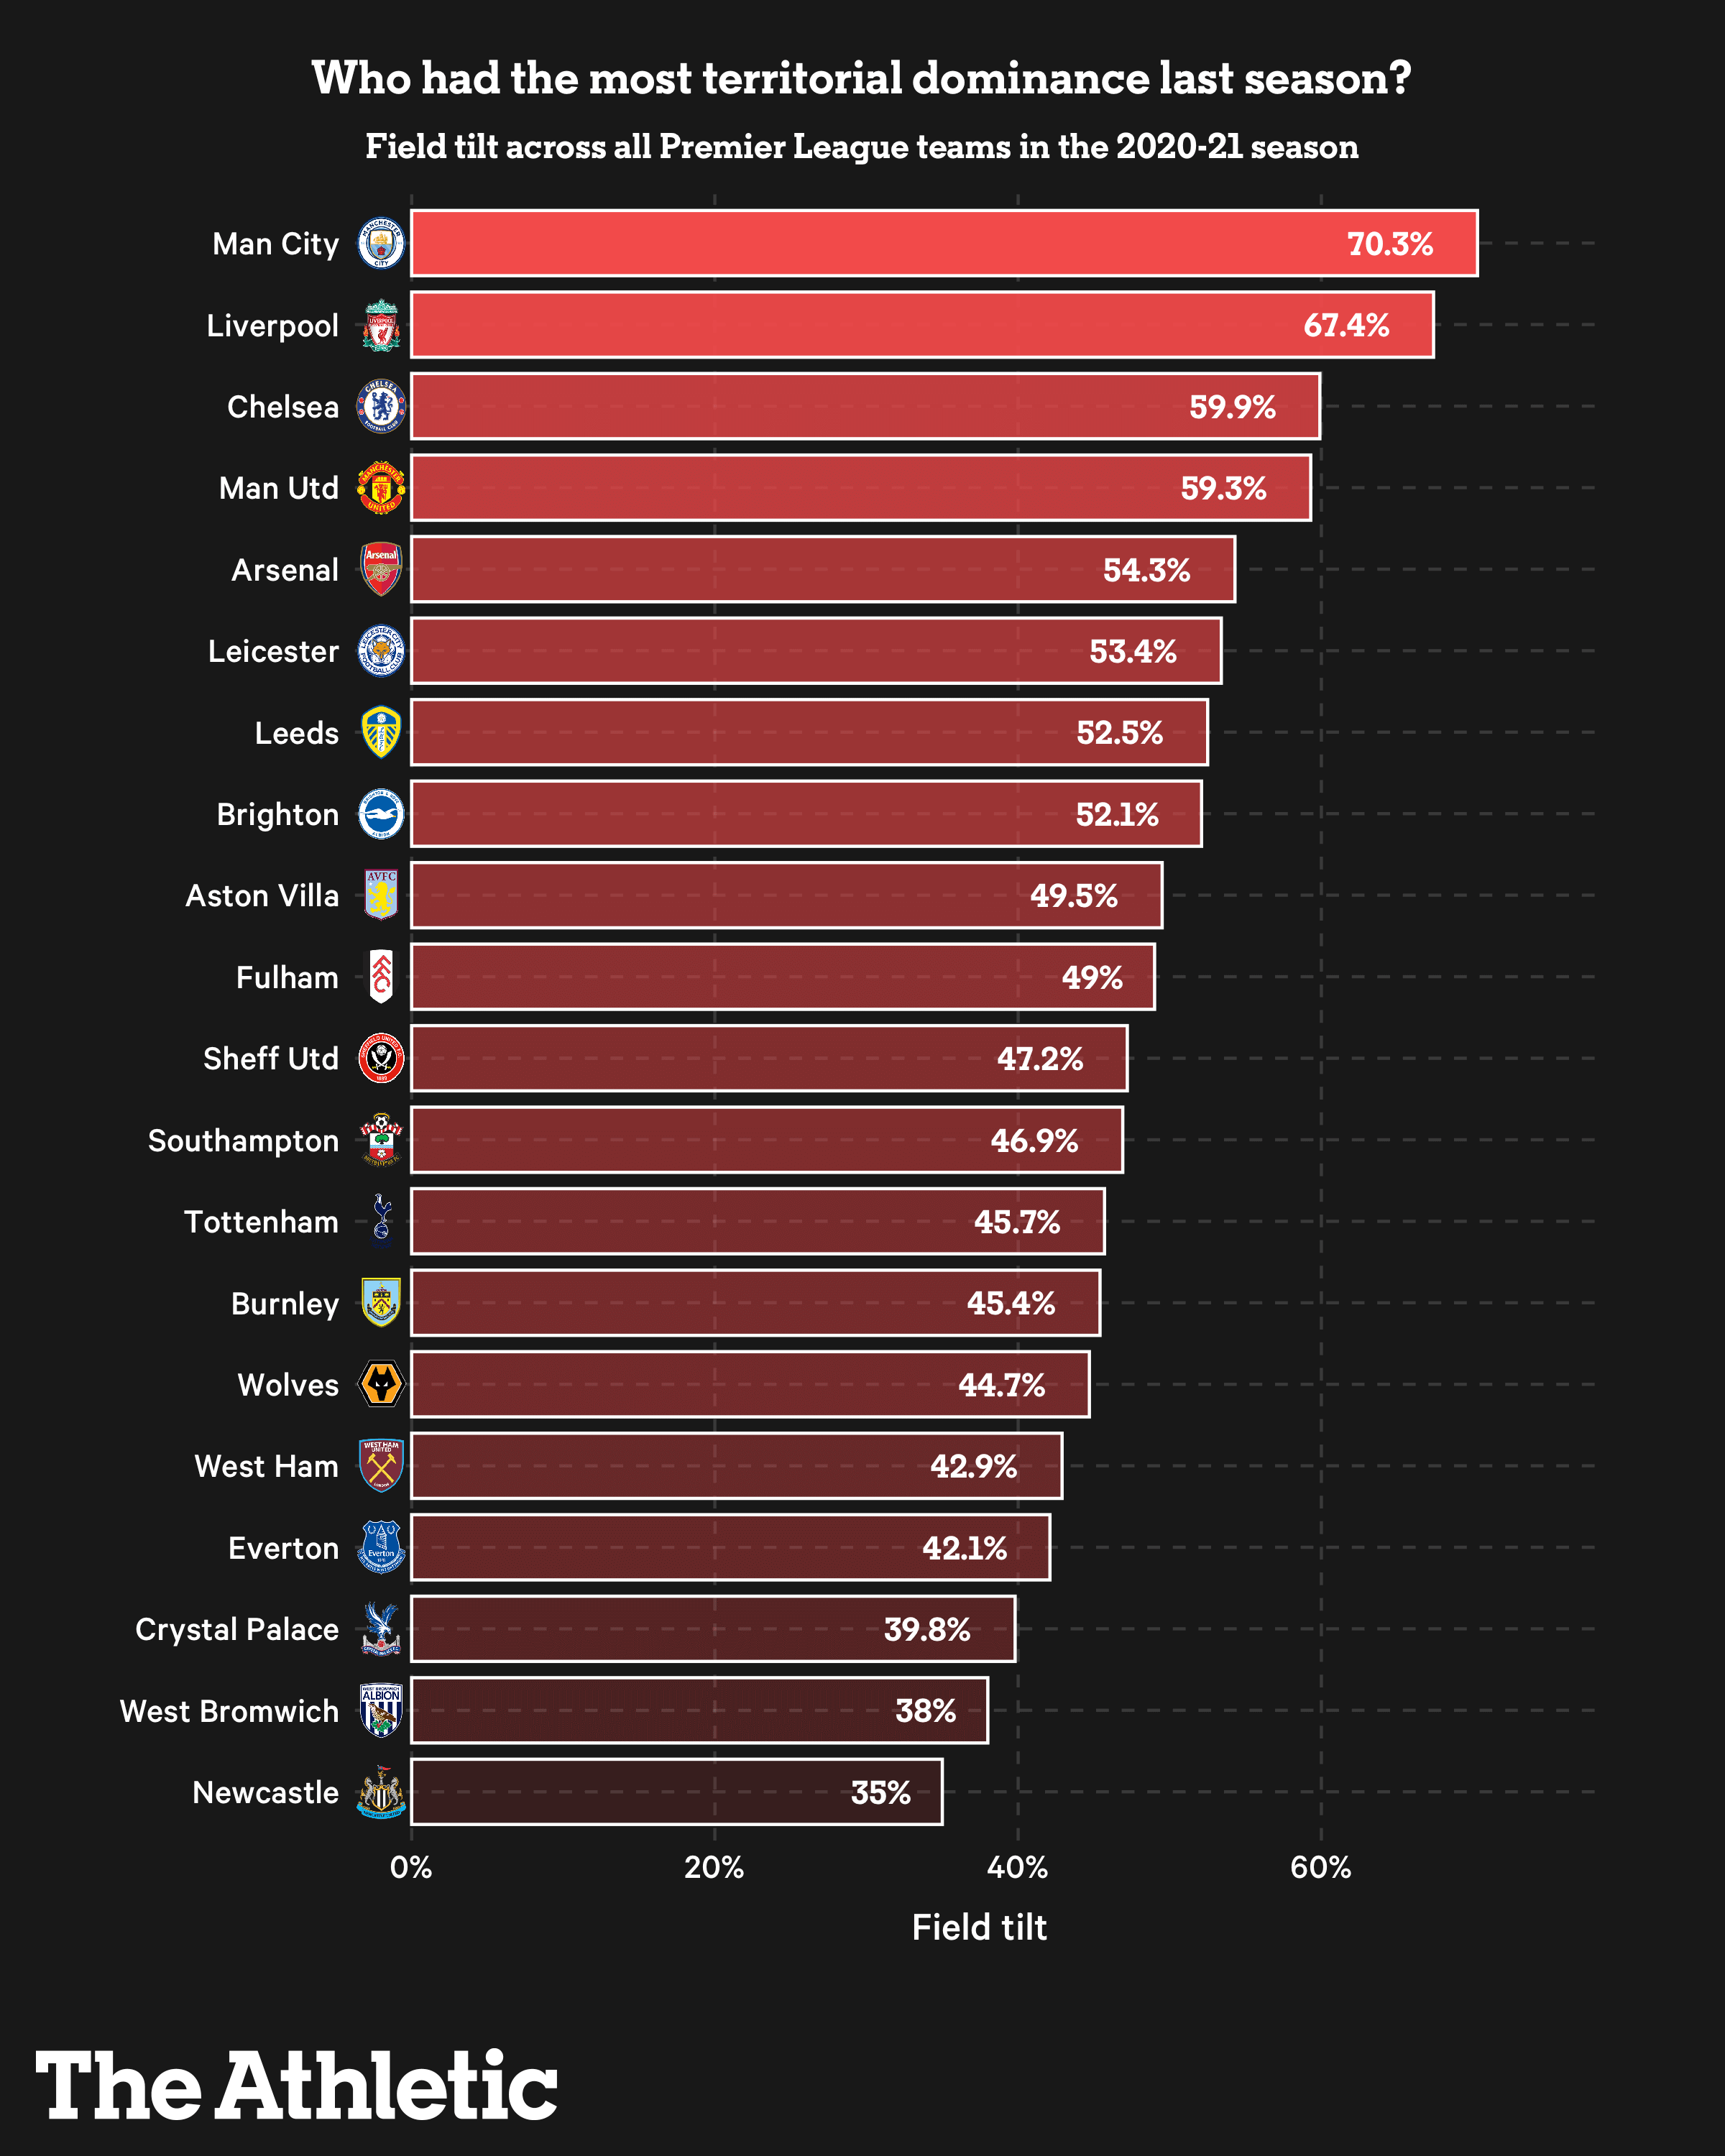 Who had the most territorial dominance last season?
Field tilt across all Premier League teams in the 2020-21 season
Man City 70.3%
Liverpool 67.4%
Chelsea 59.9%
Man Utd 59.3%
Arsenal 54.3%
Leicester 53.4%
Leeds 52.5%
Brighton 52.1%
Aston Villa 49.5%
Fulham 49%
Sheff Utd 47.2%
Southampton 46.9%
Tottenham 45.7%
Burnley 45.4%
Wolves 44.7%
West Ham 42.9%
Everton 42.1%
Crystal Palace 39.8%
West Bromwich 38%
Newcastle 35%
0% 20% 40% 60%
Field tilt
The Athletic